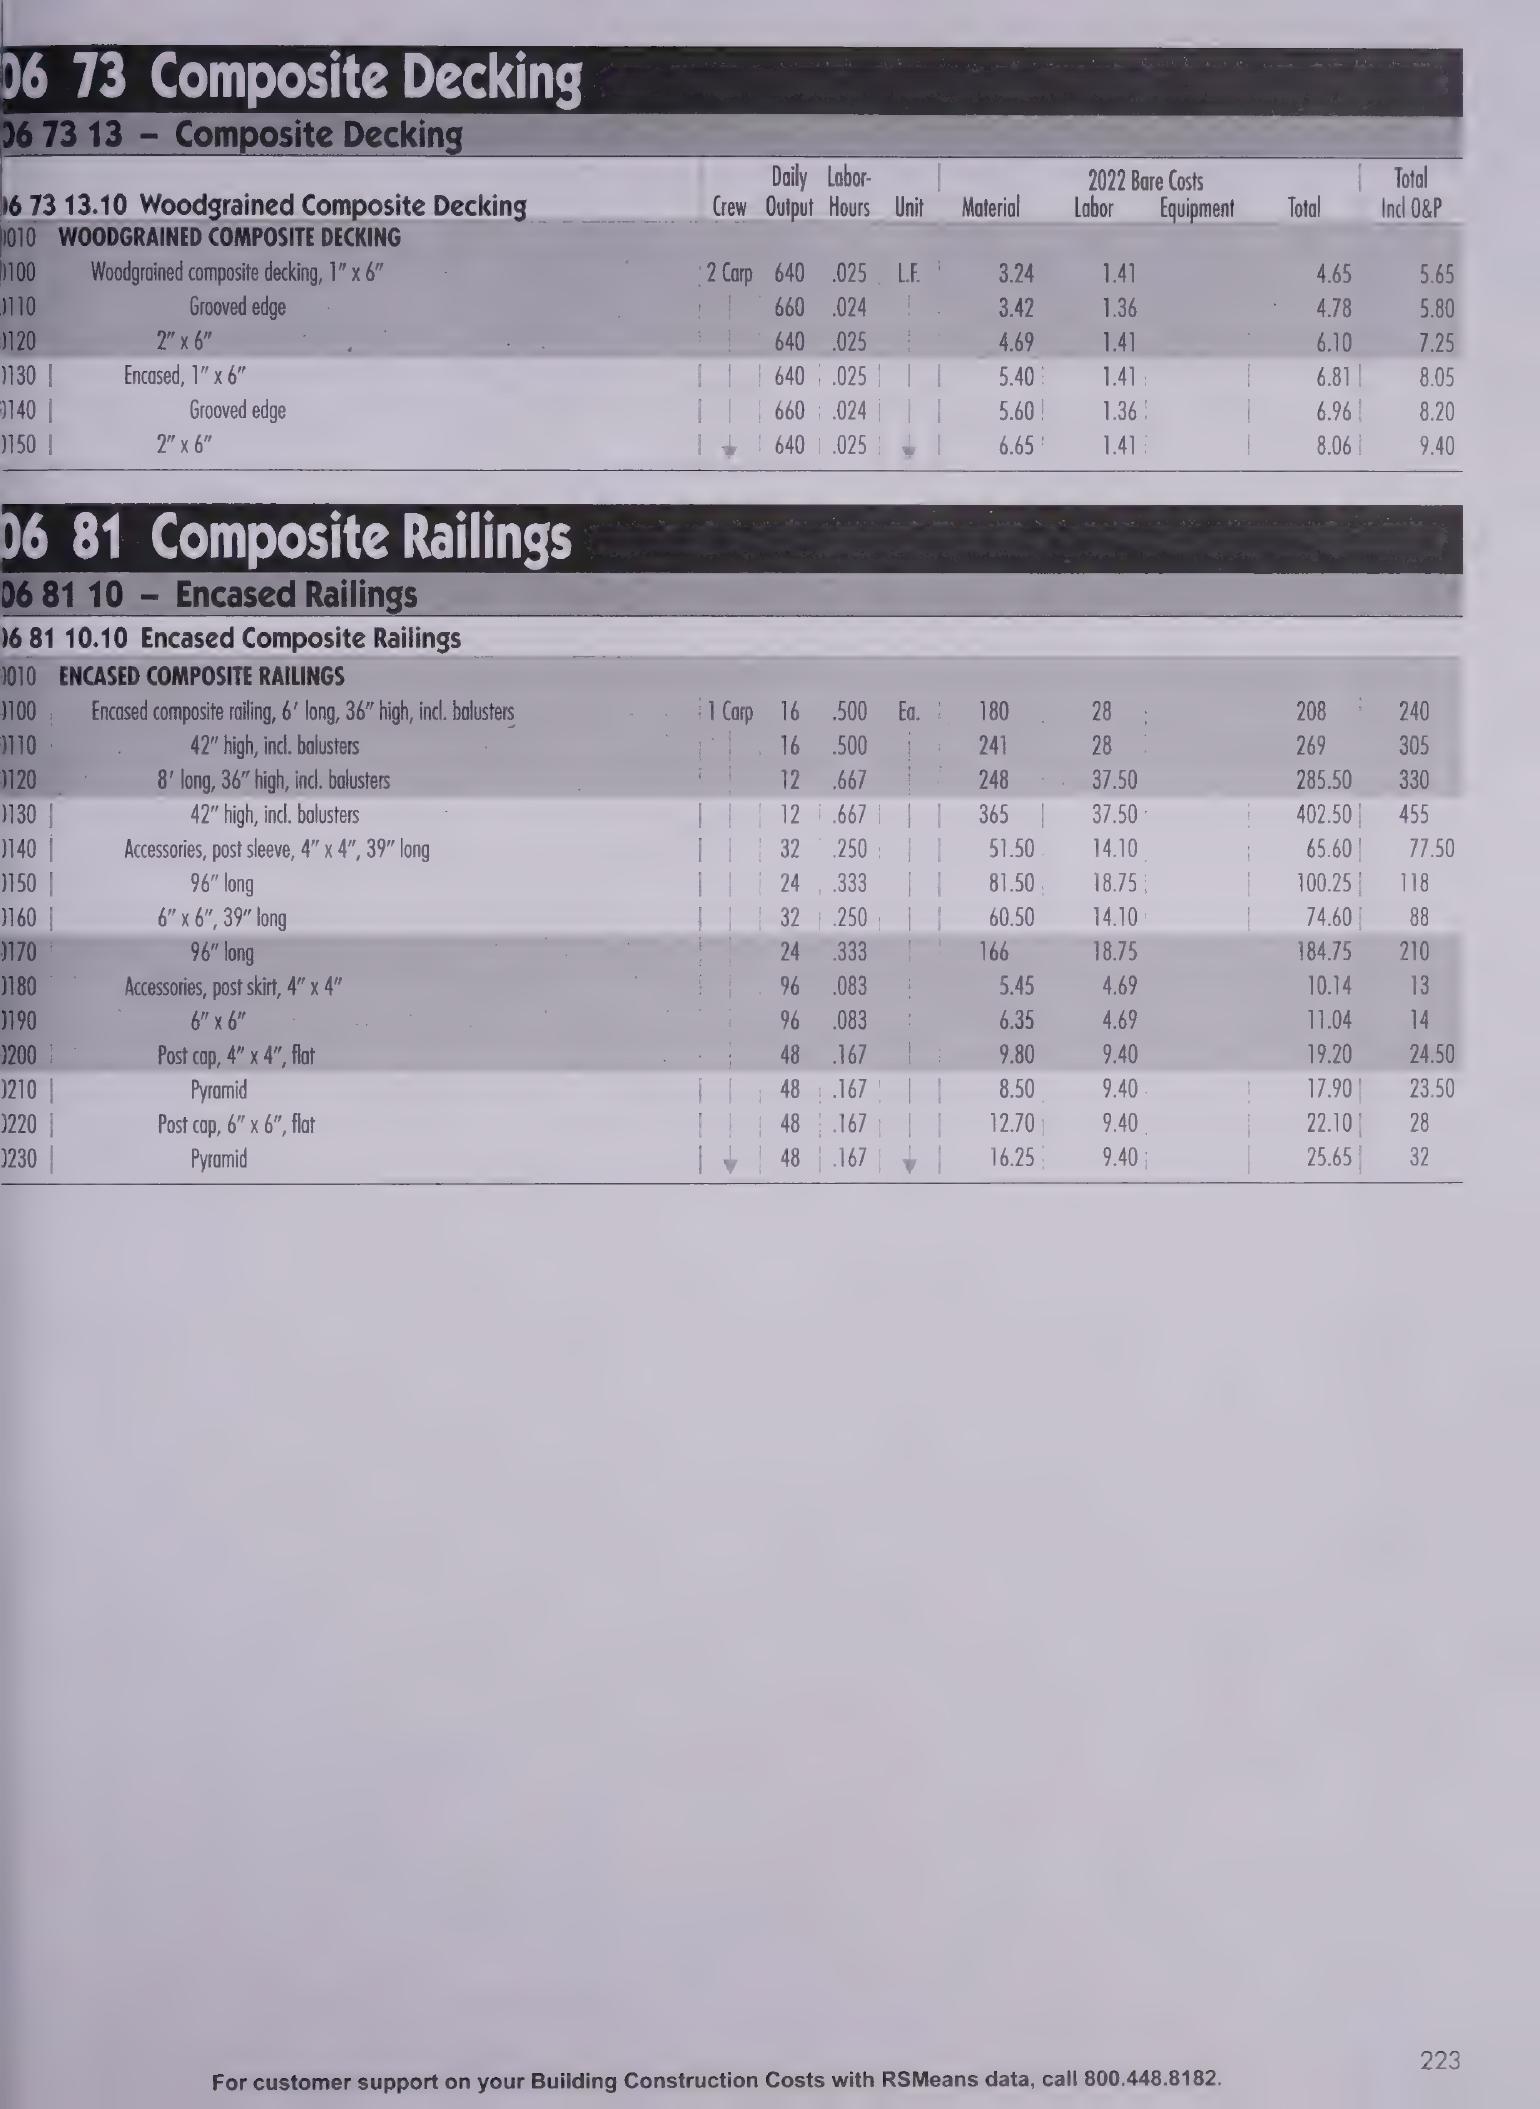 06 73 Composite Decking
06 73 13 – Composite Decking
06 73 13.10 Woodgrained Composite Decking Crew Daily Output Labor-Hours Unit Material 2022 Bare Costs Labor Equipment Total Total Incl O&P
0010 WOODGRAINED COMPOSITE DECKING
0100 Woodgrained composite decking, 1" x 6" 2 Carp 640 .025 L.F. 3.24 1.41 4.65 5.65
0110 Grooved edge 660 .024 3.42 1.36 4.78 5.80
0120 2" x 6" 640 .025 4.69 1.41 6.10 7.25
0130 Encased, 1" x 6" 640 .025 5.40 1.41 6.81 8.05
0140 Grooved edge 660 .024 5.60 1.36 6.96 8.20
0150 2" x 6" 640 .025 6.65 1.41 8.06 9.40
06 81 Composite Railings
06 81 10 – Encased Railings
06 81 10.10 Encased Composite Railings
0010 ENCASED COMPOSITE RAILINGS
0100 Encased composite railing, 6' long, 36" high, incl. balusters 1 Carp 16 .500 Ea. 180 28 208 240
0110 42" high, incl. balusters 16 .500 241 28 269 305
0120 8' long, 36" high, incl. balusters 12 .667 248 37.50 285.50 330
0130 42" high, incl. balusters 12 .667 365 37.50 402.50 455
0140 Accessories, post sleeve, 4" x 4", 39" long 32 .250 51.50 14.10 65.60 77.50
0150 96" long 24 .333 81.50 18.75 100.25 118
0160 6" x 6", 39" long 32 .250 60.50 14.10 74.60 88
0170 96" long 24 .333 166 18.75 184.75 210
0180 Accessories, post skirt, 4" x 4" 96 .083 5.45 4.69 10.14 13
0190 6" x 6" 96 .083 6.35 4.69 11.04 14
0200 Post cap, 4" x 4", flat 48 .167 9.80 9.40 19.20 24.50
0210 Pyramid 48 .167 8.50 9.40 17.90 23.50
0220 Post cap, 6" x 6", flat 48 .167 12.70 9.40 22.10 28
0230 Pyramid 48 .167 16.25 9.40 25.65 32
For customer support on your Building Construction Costs with RSMeans data, call 800.448.8182.
223